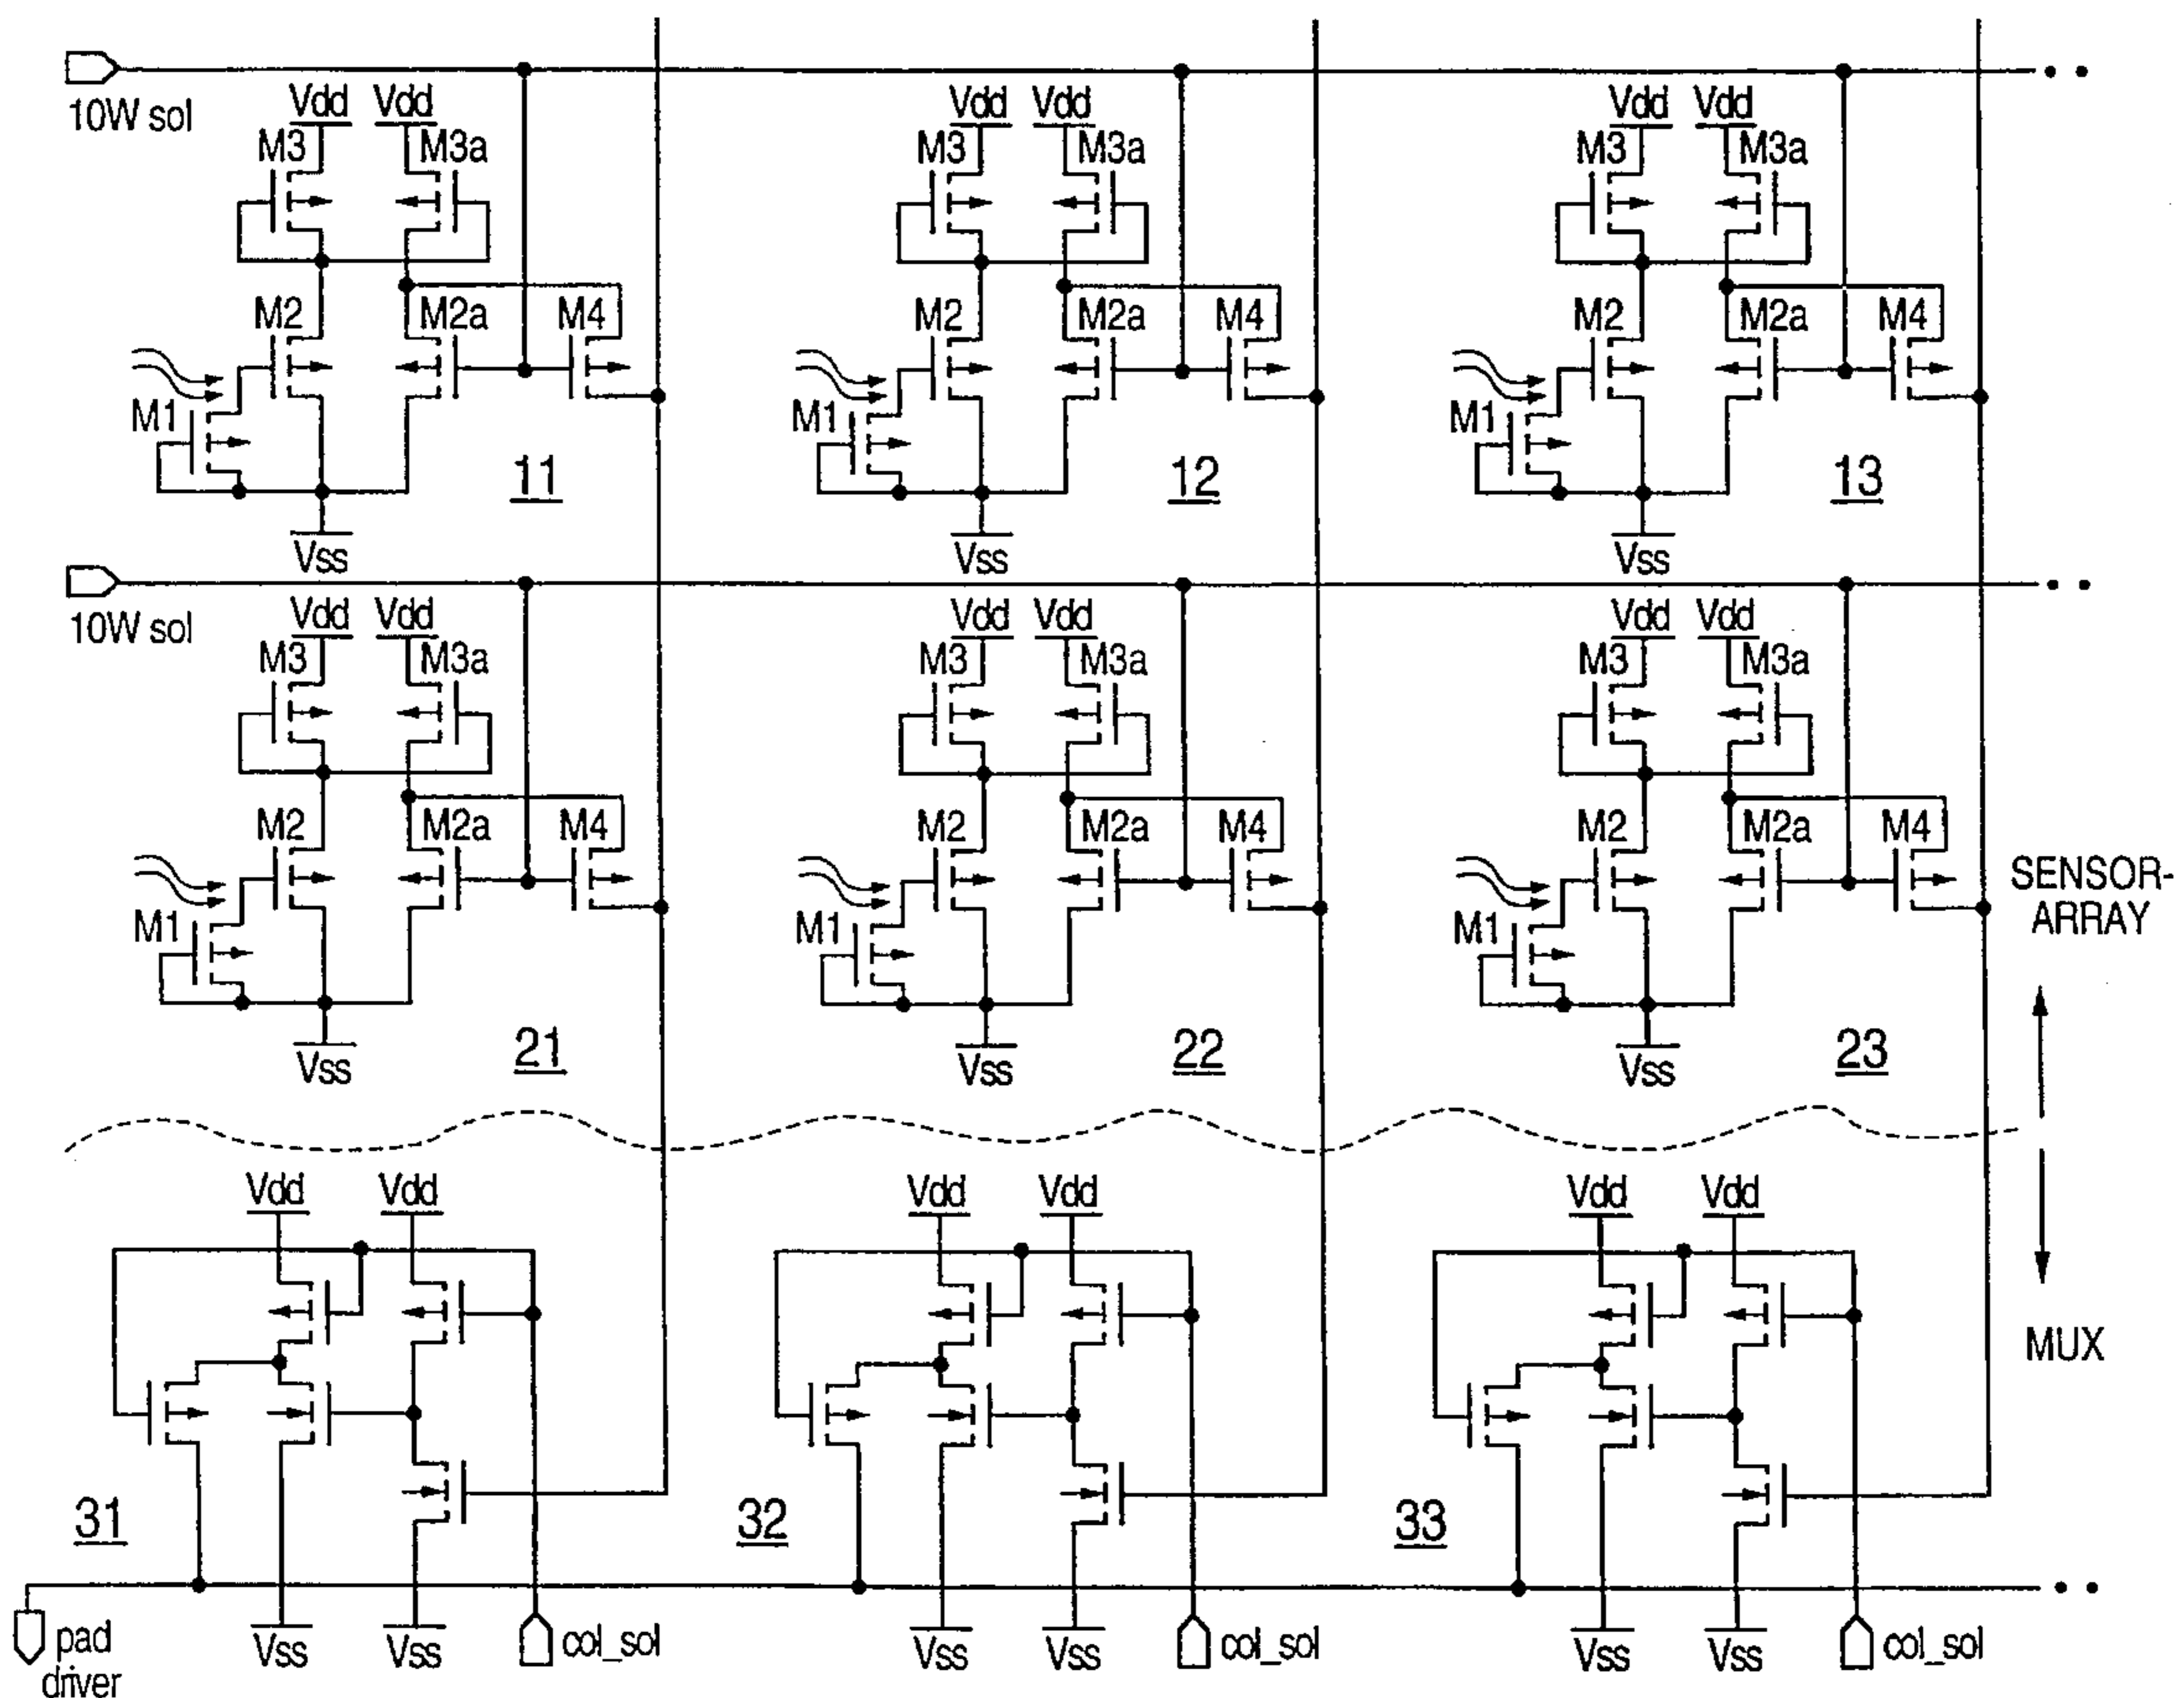 10W sol
Vdd Vdd Vdd Vdd Vdd Vdd
M3 M3a M3 M3a M3 M3a
M2 M2a M4 M2 M2a M4 M2 M2a M4
M1 M1 M1
11 12 13
Vss Vss Vss
10W sol
Vdd Vdd Vdd Vdd Vdd Vdd
M3 M3a M3 M3a M3 M3a
M2 M2a M4 M2 M2a M4 M2 M2a M4
M1 M1 M1
SENSOR-
ARRAY
21 22 23
Vss Vss Vss
Vdd Vdd Vdd Vdd Vdd Vdd
MUX
31 32 33
pad
driver
Vss Vss col_sol Vss Vss col_sol Vss Vss col_sol